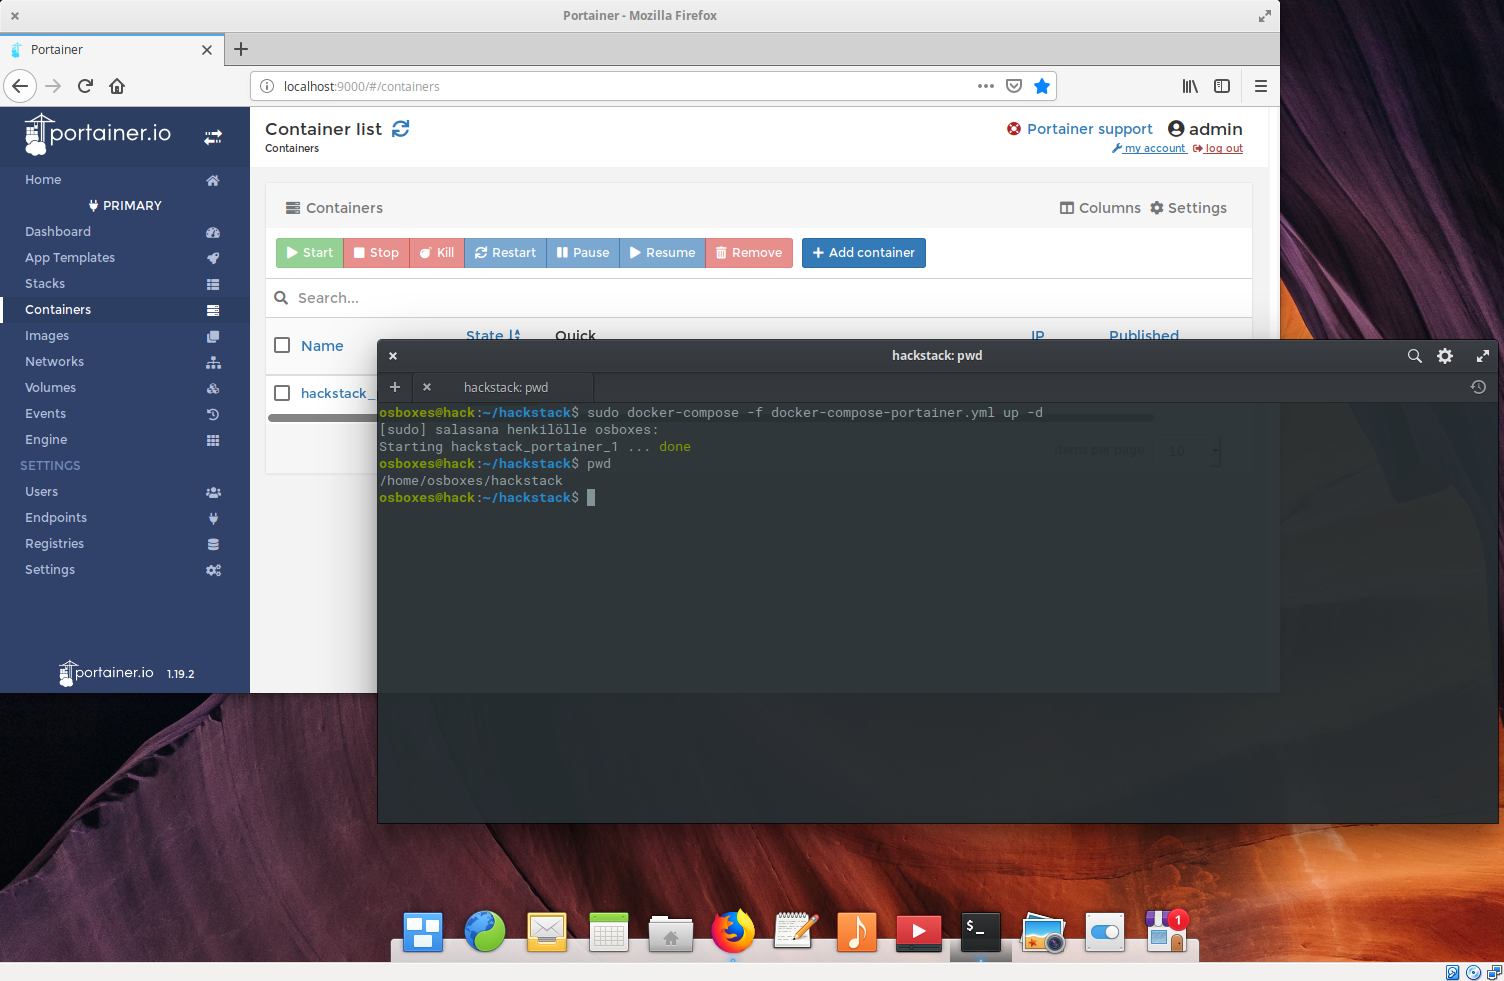 Portainer - Mozilla Firefox
Portainer
localhost:9000/#/containers
portainer.io
Home
PRIMARY
Dashboard
App Templates
Stacks
Containers
Images
Networks
Volumes
Events
Engine
SETTINGS
Users
Endpoints
Registries
Settings
portainer.io 1.19.2
Container list
Containers
Portainer support admin
my account log out
Containers
Columns Settings
Start Stop Kill Restart Pause Resume Remove Add container
Search...
Name State Quick IP Published
hackstack_
items per page 10
hackstack: pwd
hackstack: pwd
osboxes@hack:~/hackstack$ sudo docker-compose -f docker-compose-portainer.yml up -d
[sudo] salasana henkilölle osboxes:
Starting hackstack_portainer_1 ... done
osboxes@hack:~/hackstack$ pwd
/home/osboxes/hackstack
osboxes@hack:~/hackstack$
$_
1